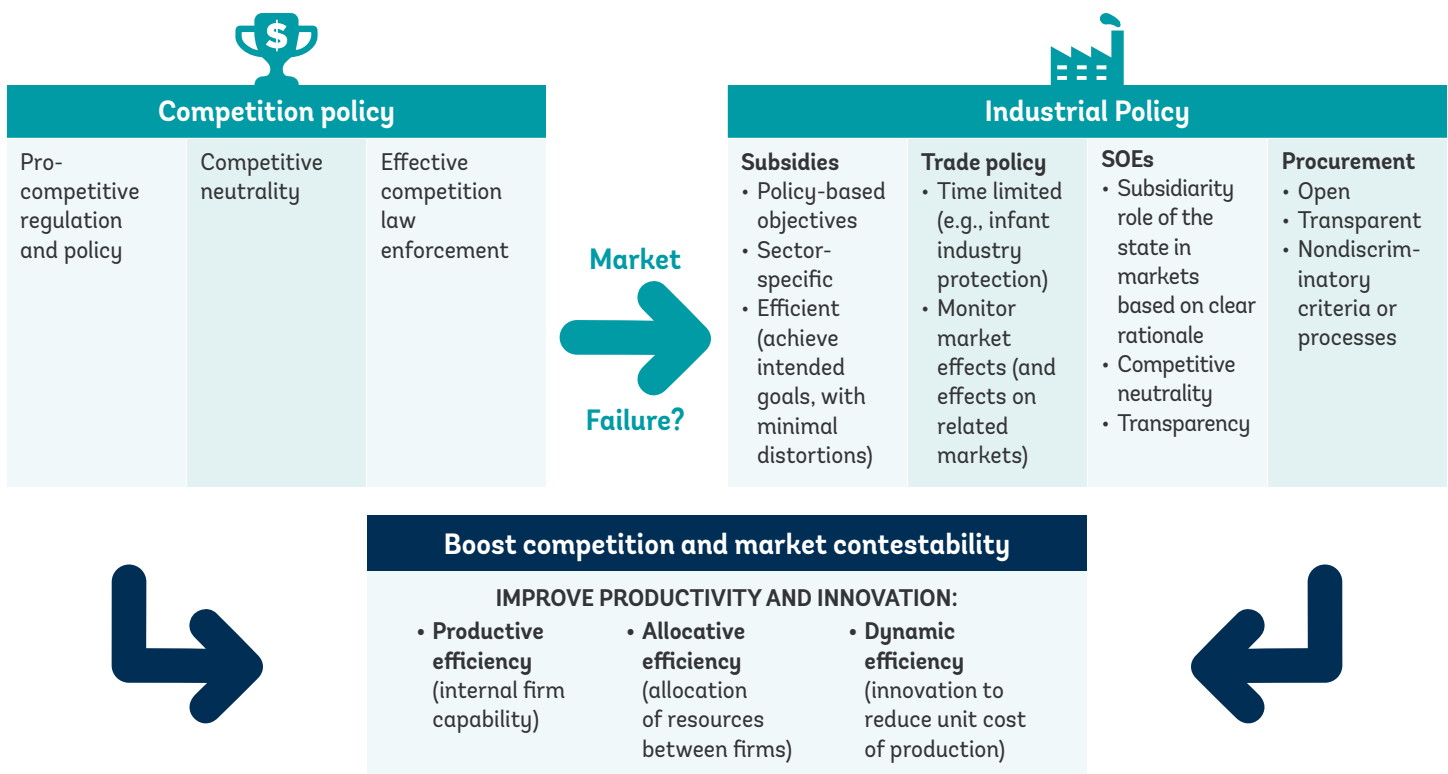 $
Competition policy
Pro-
competitive
regulation
and policy
Competitive
neutrality
Effective
competition
law
enforcement
Market
Failure?
Industrial Policy
Subsidies
• Policy-based
objectives
• Sector-
specific
• Efficient
(achieve
intended
goals, with
minimal
distortions)
Trade policy
• Time limited
(e.g., infant
industry
protection)
• Monitor
market
effects (and
effects on
related
markets)
SOEs
• Subsidiarity
role of the
state in
markets
based on clear
rationale
• Competitive
neutrality
• Transparency
Procurement
• Open
• Transparent
• Nondiscrim-
inatory
criteria or
processes
Boost competition and market contestability
IMPROVE PRODUCTIVITY AND INNOVATION:
• Productive
efficiency
(internal firm
capability)
• Allocative
efficiency
(allocation
of resources
between firms)
• Dynamic
efficiency
(innovation to
reduce unit cost
of production)